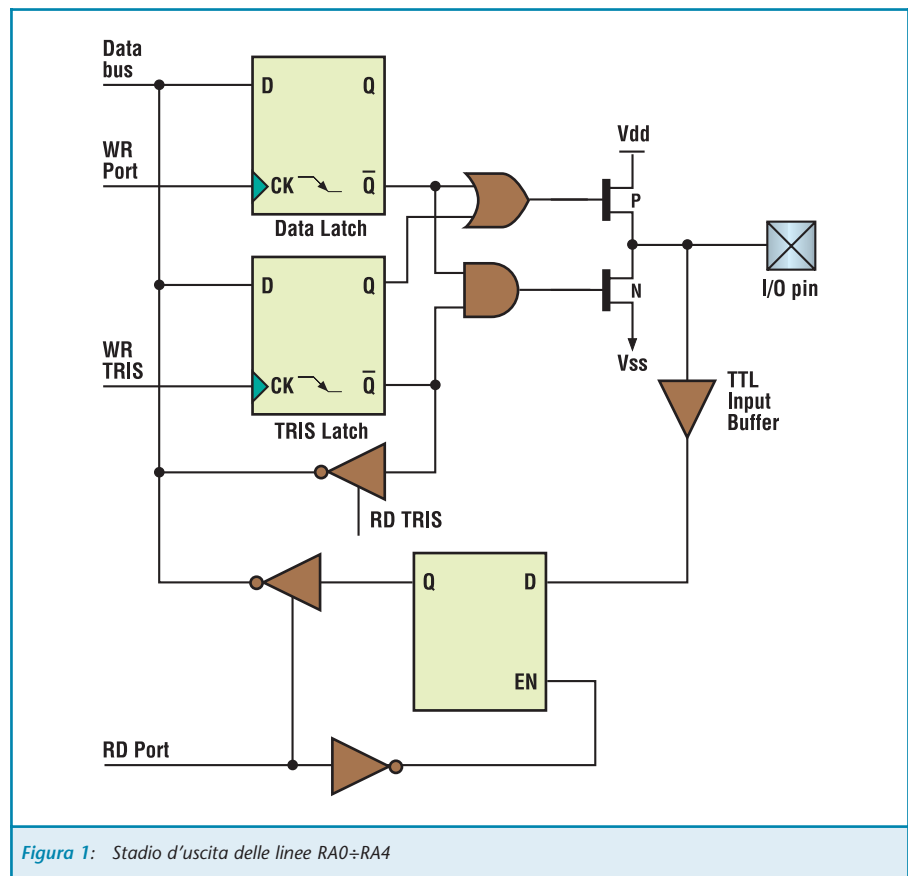 Data
bus
D
Q
WR
Port
CK
Q
Data Latch
Vdd
P
D
Q
N
I/O pin
WR
TRIS
CK
Q
TRIS Latch
Vss
TTL
Input
Buffer
RD TRIS
Q
D
EN
RD Port
Figura 1: Stadio d'uscita delle linee RA0÷RA4